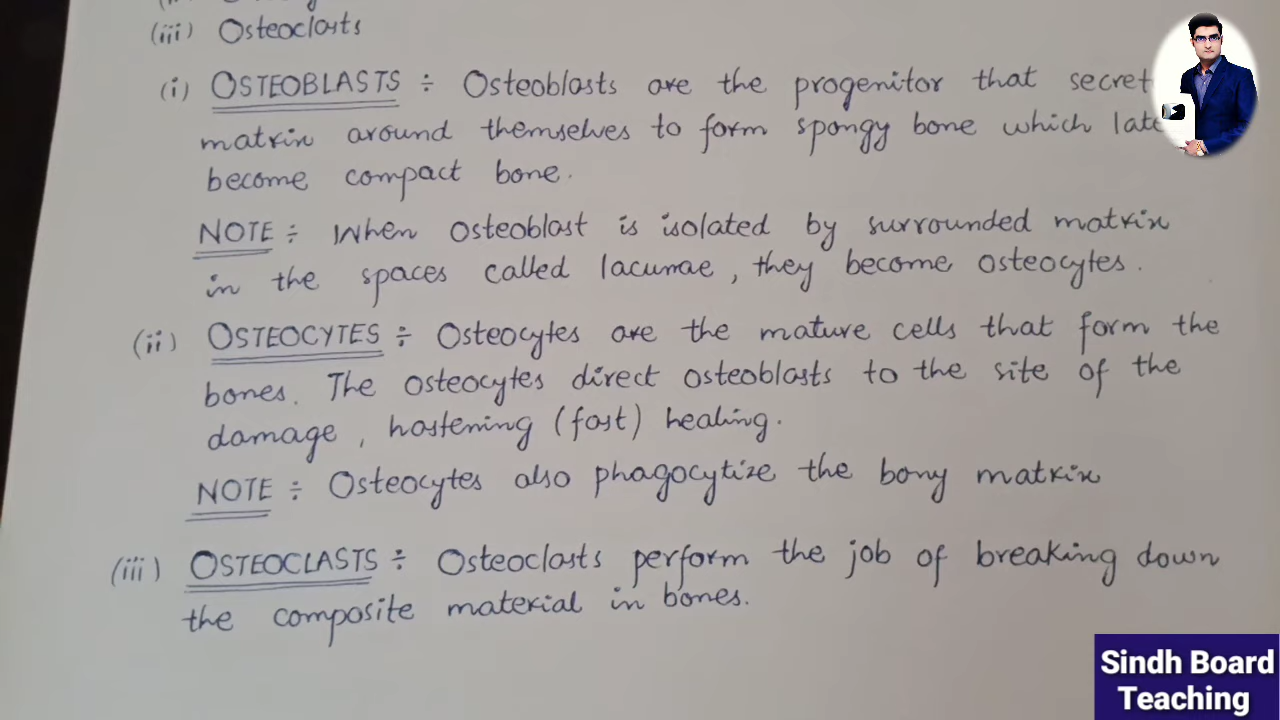 (iii) Osteoclasts
(i) OSTEOBLASTS ÷ Osteoblasts are the progenitor that secret
matrix around themselves to form spongy bone which late
become compact bone.
NOTE ÷ When osteoblast is isolated by surrounded matrix
in the spaces called lacunae, they become osteocytes.
(ii) OSTEOCYTES ÷ Osteocytes are the mature cells that form the
bones. The osteocytes direct osteoblasts to the site of the
damage, hastening (fast) healing.
NOTE ÷ Osteocytes also phagocytize the bony matrix
(iii) OSTEOCLASTS ÷ Osteoclasts perform the job of breaking down
the composite material in bones.
Sindh Board
Teaching